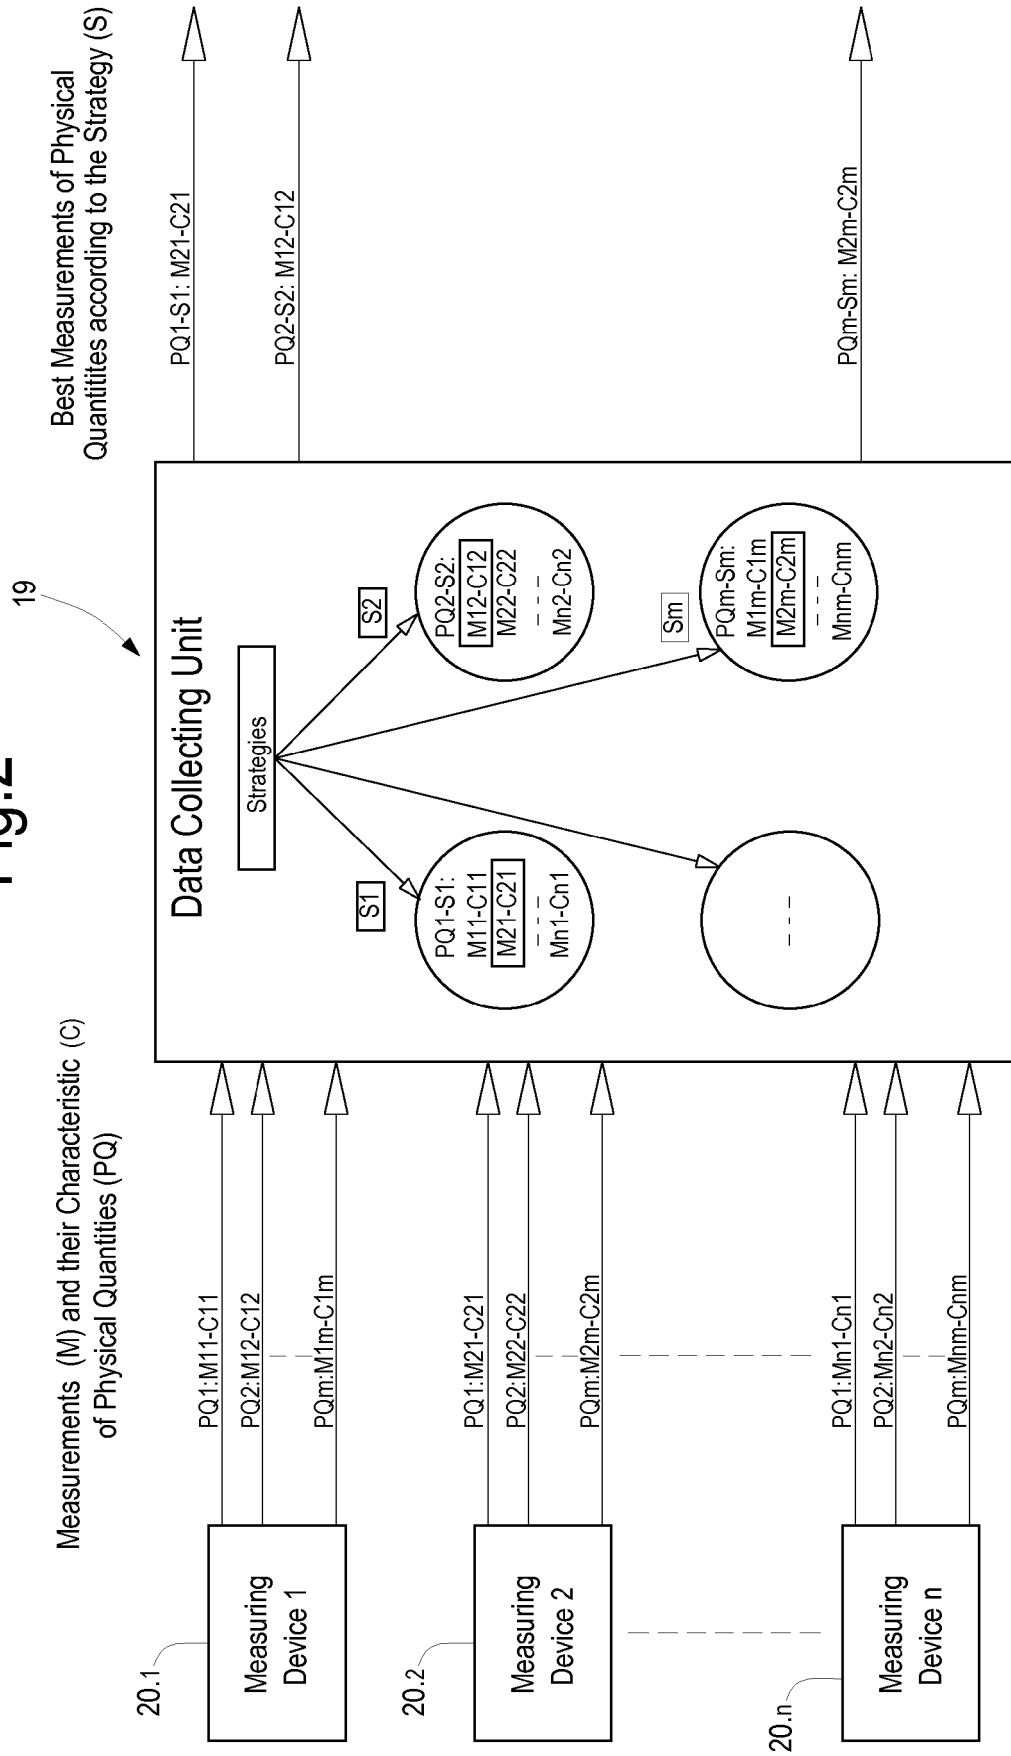 Fig.2
19
Measurements (M) and their Characteristic (C)
of Physical Quantities (PQ)
Best Measurements of Physical
Quantitites according to the Strategy (S)
20.1
Measuring
Device 1
PQ1:M11-C11
PQ2:M12-C12
PQm:M1m-C1m
20.2
Measuring
Device 2
PQ1:M21-C21
PQ2:M22-C22
PQm:M2m-C2m
20.n
Measuring
Device n
PQ1:Mn1-Cn1
PQ2:Mn2-Cn2
PQm:Mnm-Cnm
Data Collecting Unit
Strategies
S1
PQ1-S1:
M11-C11
M21-C21
Mn1-Cn1
S2
PQ2-S2:
M12-C12
M22-C22
Mn2-Cn2
Sm
PQm-Sm:
M1m-C1m
M2m-C2m
Mnm-Cnm
PQ1-S1: M21-C21
PQ2-S2: M12-C12
PQm-Sm: M2m-C2m